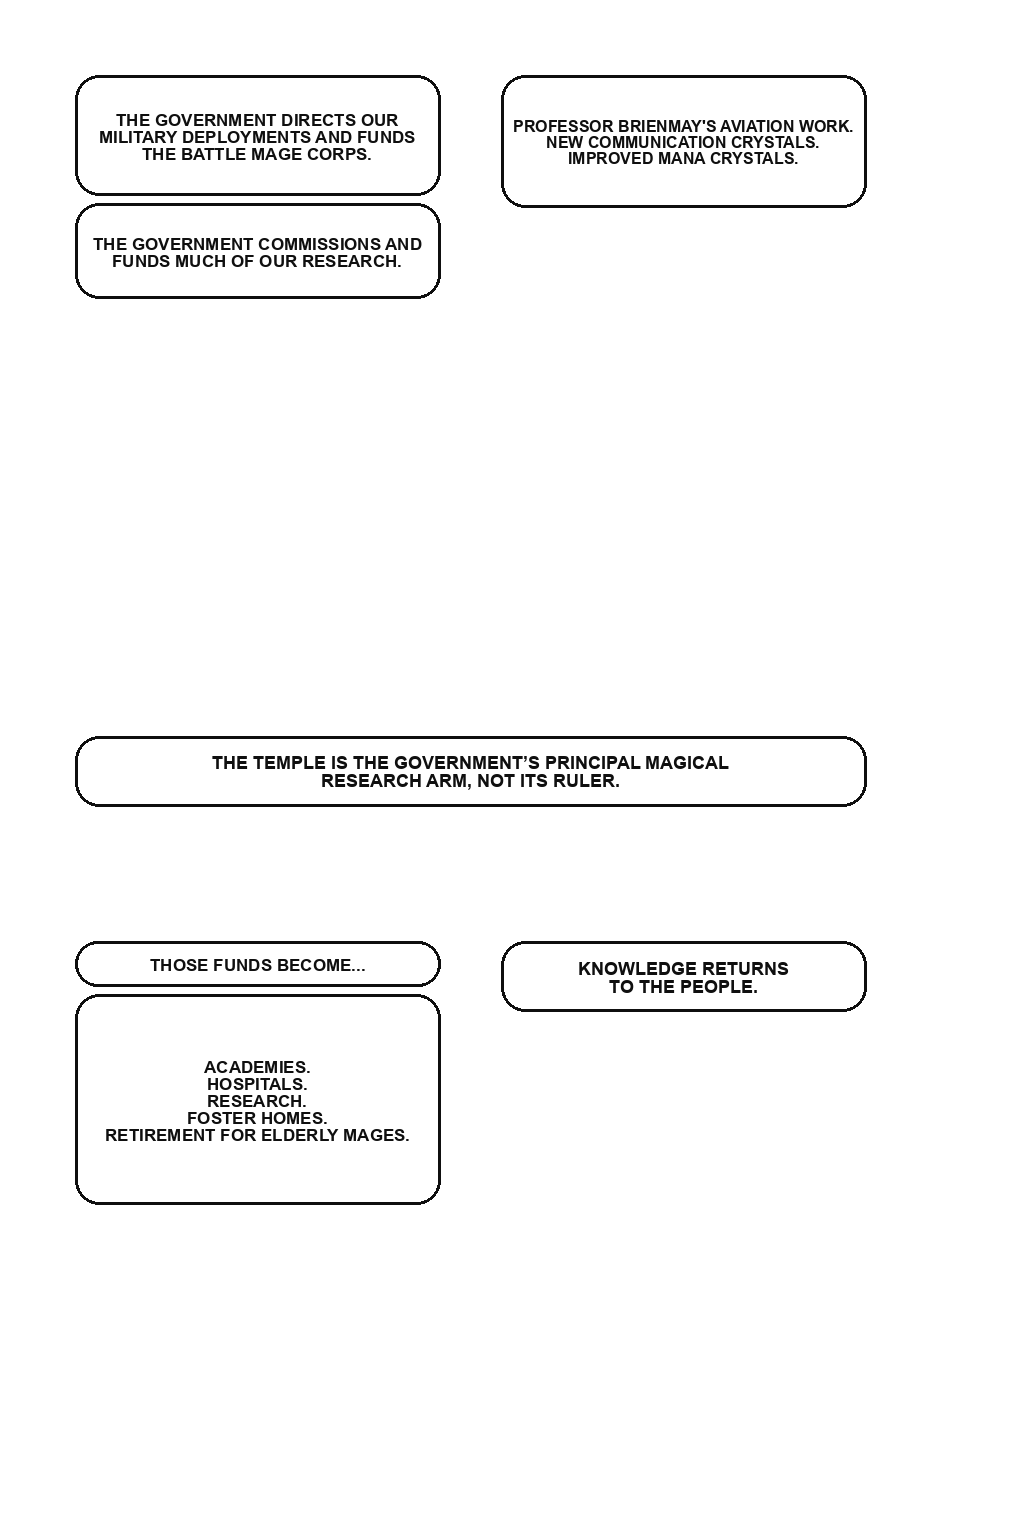 THE GOVERNMENT DIRECTS OUR
MILITARY DEPLOYMENTS AND FUNDS
THE BATTLE MAGE CORPS.
THE GOVERNMENT COMMISSIONS AND
FUNDS MUCH OF OUR RESEARCH.
PROFESSOR BRIENMAY'S AVIATION WORK.
NEW COMMUNICATION CRYSTALS.
IMPROVED MANA CRYSTALS.
THE TEMPLE IS THE GOVERNMENT’S PRINCIPAL MAGICAL
RESEARCH ARM, NOT ITS RULER.
THOSE FUNDS BECOME...
ACADEMIES.
HOSPITALS.
RESEARCH.
FOSTER HOMES.
RETIREMENT FOR ELDERLY MAGES.
KNOWLEDGE RETURNS
TO THE PEOPLE.